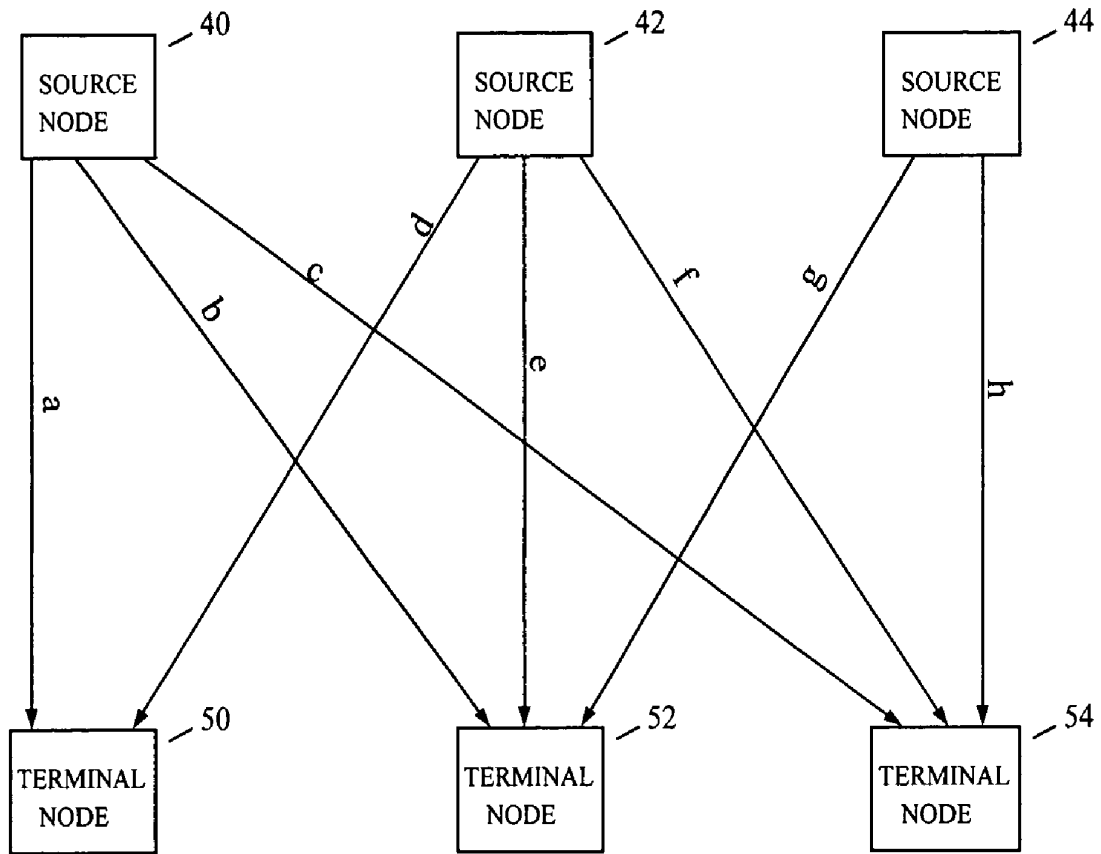 40
42
44
SOURCE
NODE
SOURCE
NODE
SOURCE
NODE
a
b
c
d
e
f
g
h
50
52
54
TERMINAL
NODE
TERMINAL
NODE
TERMINAL
NODE